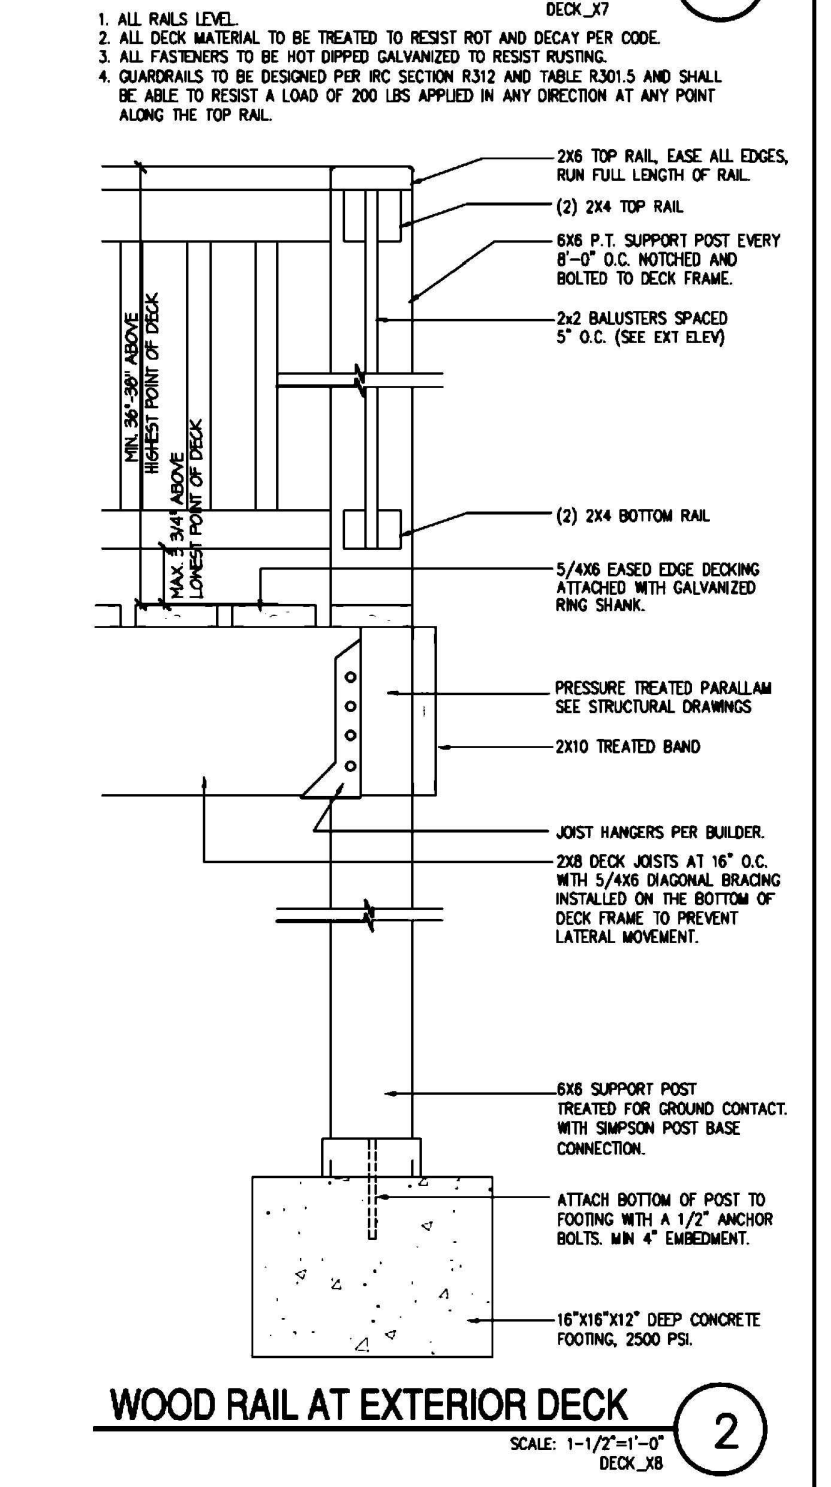 DECK_X7
1. ALL RAILS LEVEL.
2. ALL DECK MATERIAL TO BE TREATED TO RESIST ROT AND DECAY PER CODE.
3. ALL FASTENERS TO BE HOT DIPPED GALVANIZED TO RESIST RUSTING.
4. GUARDRAILS TO BE DESIGNED PER IRC SECTION R312 AND TABLE R301.5 AND SHALL
BE ABLE TO RESIST A LOAD OF 200 LBS APPLIED IN ANY DIRECTION AT ANY POINT
ALONG THE TOP RAIL.
2X6 TOP RAIL, EASE ALL EDGES,
RUN FULL LENGTH OF RAIL.
(2) 2X4 TOP RAIL
6X6 P.T. SUPPORT POST EVERY
8'-0" O.C. NOTCHED AND
BOLTED TO DECK FRAME.
2x2 BALUSTERS SPACED
5" O.C. (SEE EXT ELEV)
MIN. 36"-38" ABOVE
HIGHEST POINT OF DECK
MAX. 3 3/4" ABOVE
LOWEST POINT OF DECK
(2) 2X4 BOTTOM RAIL
5/4X6 EASED EDGE DECKING
ATTACHED WITH GALVANIZED
RING SHANK.
PRESSURE TREATED PARALLAM
SEE STRUCTURAL DRAWINGS
2X10 TREATED BAND
JOIST HANGERS PER BUILDER.
2X8 DECK JOISTS AT 16" O.C.
WITH 5/4X6 DIAGONAL BRACING
INSTALLED ON THE BOTTOM OF
DECK FRAME TO PREVENT
LATERAL MOVEMENT.
6X6 SUPPORT POST
TREATED FOR GROUND CONTACT.
WITH SIMPSON POST BASE
CONNECTION.
ATTACH BOTTOM OF POST TO
FOOTING WITH A 1/2" ANCHOR
BOLTS. MIN 4" EMBEDMENT.
16"X16"X12" DEEP CONCRETE
FOOTING, 2500 PSI.
WOOD RAIL AT EXTERIOR DECK
2
SCALE: 1-1/2"=1'-0"
DECK_X8